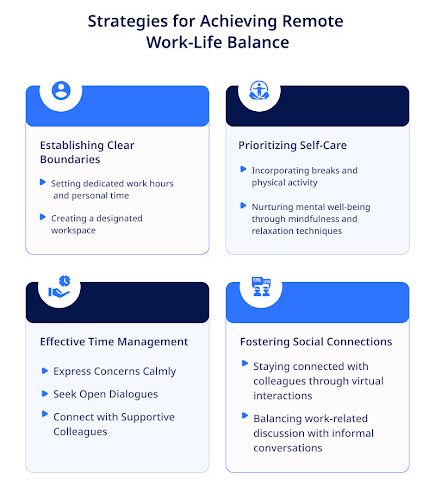 Strategies for Achieving Remote
Work-Life Balance
Establishing Clear
Boundaries
Setting dedicated work hours
and personal time
Creating a designated
workspace
Prioritizing Self-Care
Incorporating breaks and
physical activity
Nurturing mental well-being
through mindfulness and
relaxation techniques
Effective Time Management
Express Concerns Calmly
Seek Open Dialogues
Connect with Supportive
Colleagues
Fostering Social Connections
Staying connected with
colleagues through virtual
interactions
Balancing work-related
discussion with informal
conversations